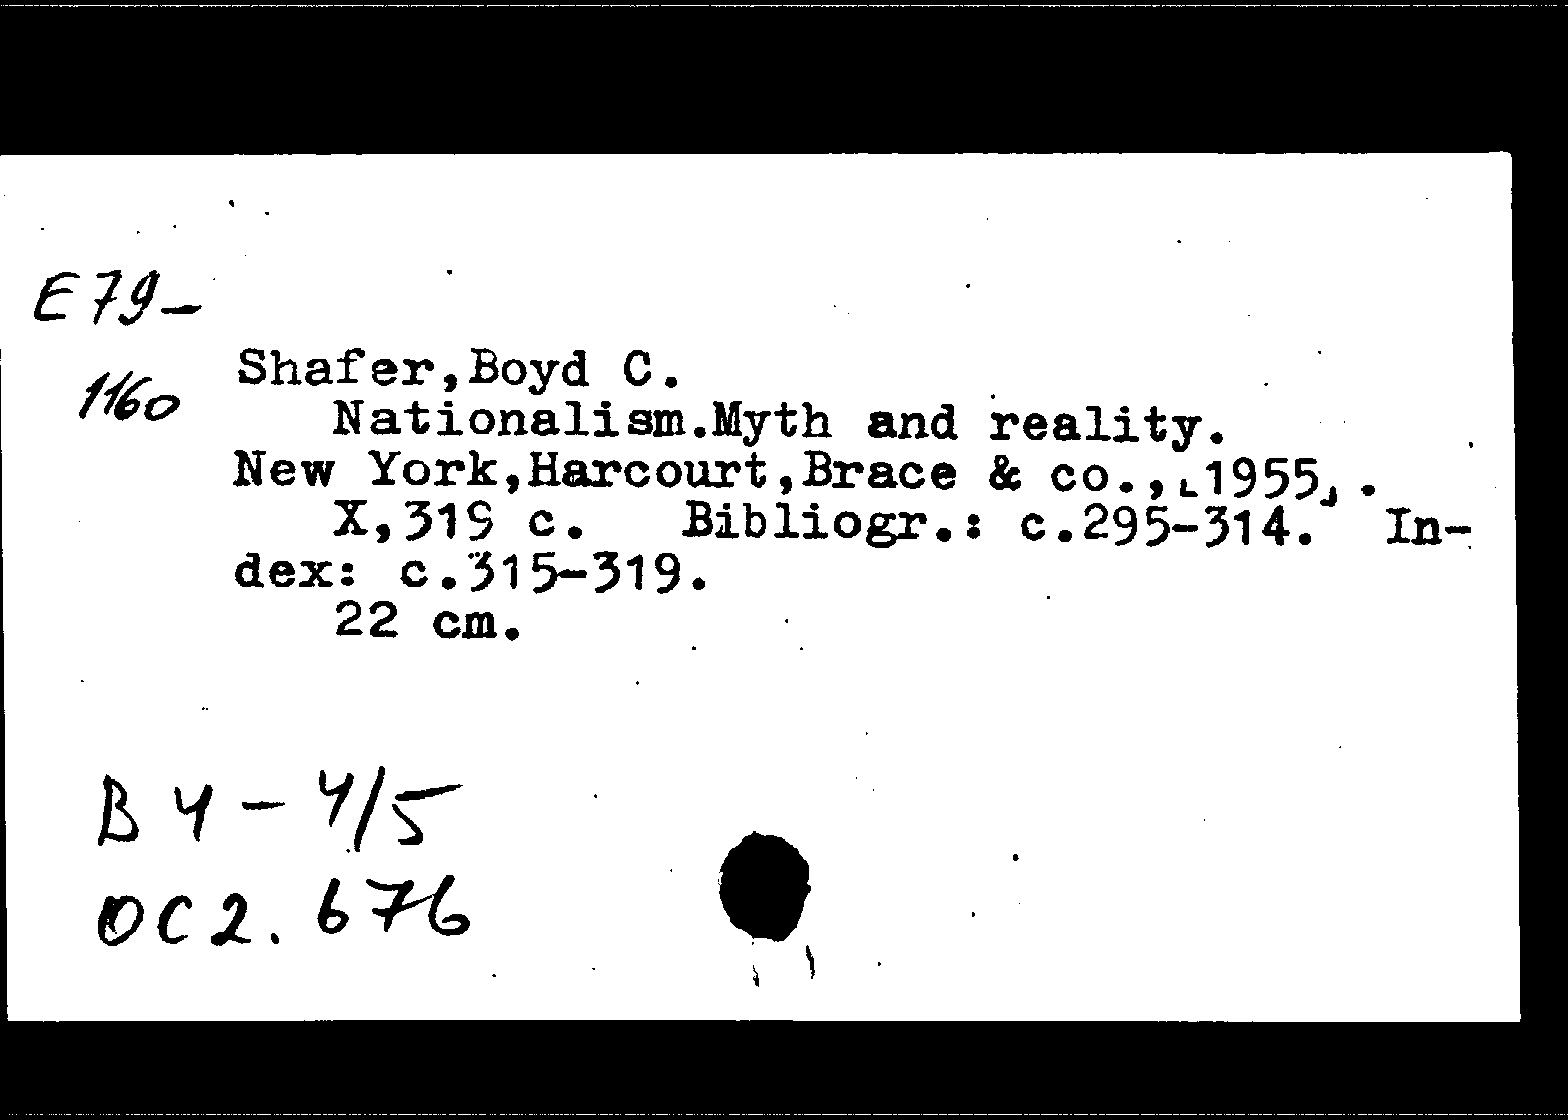 E79-
1160
Shafer,Boyd C.
Nationalism.Myth and reality.
New York,Harcourt,Brace & co.,⌞1955⌟.
X,319 c. Bibliogr.: c.295-314. In-
dex: c.315-319.
22 cm.
В 4 - 4/5
ОС2. 676